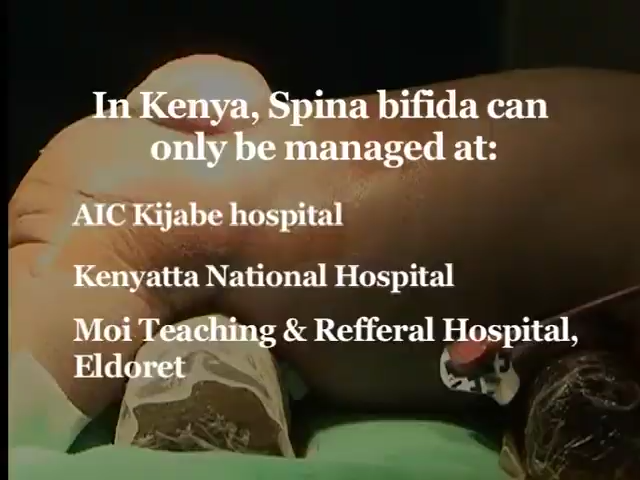 In Kenya, Spina bifida can
only be managed at:
AIC Kijabe hospital
Kenyatta National Hospital
Moi Teaching & Refferal Hospital,
Eldoret